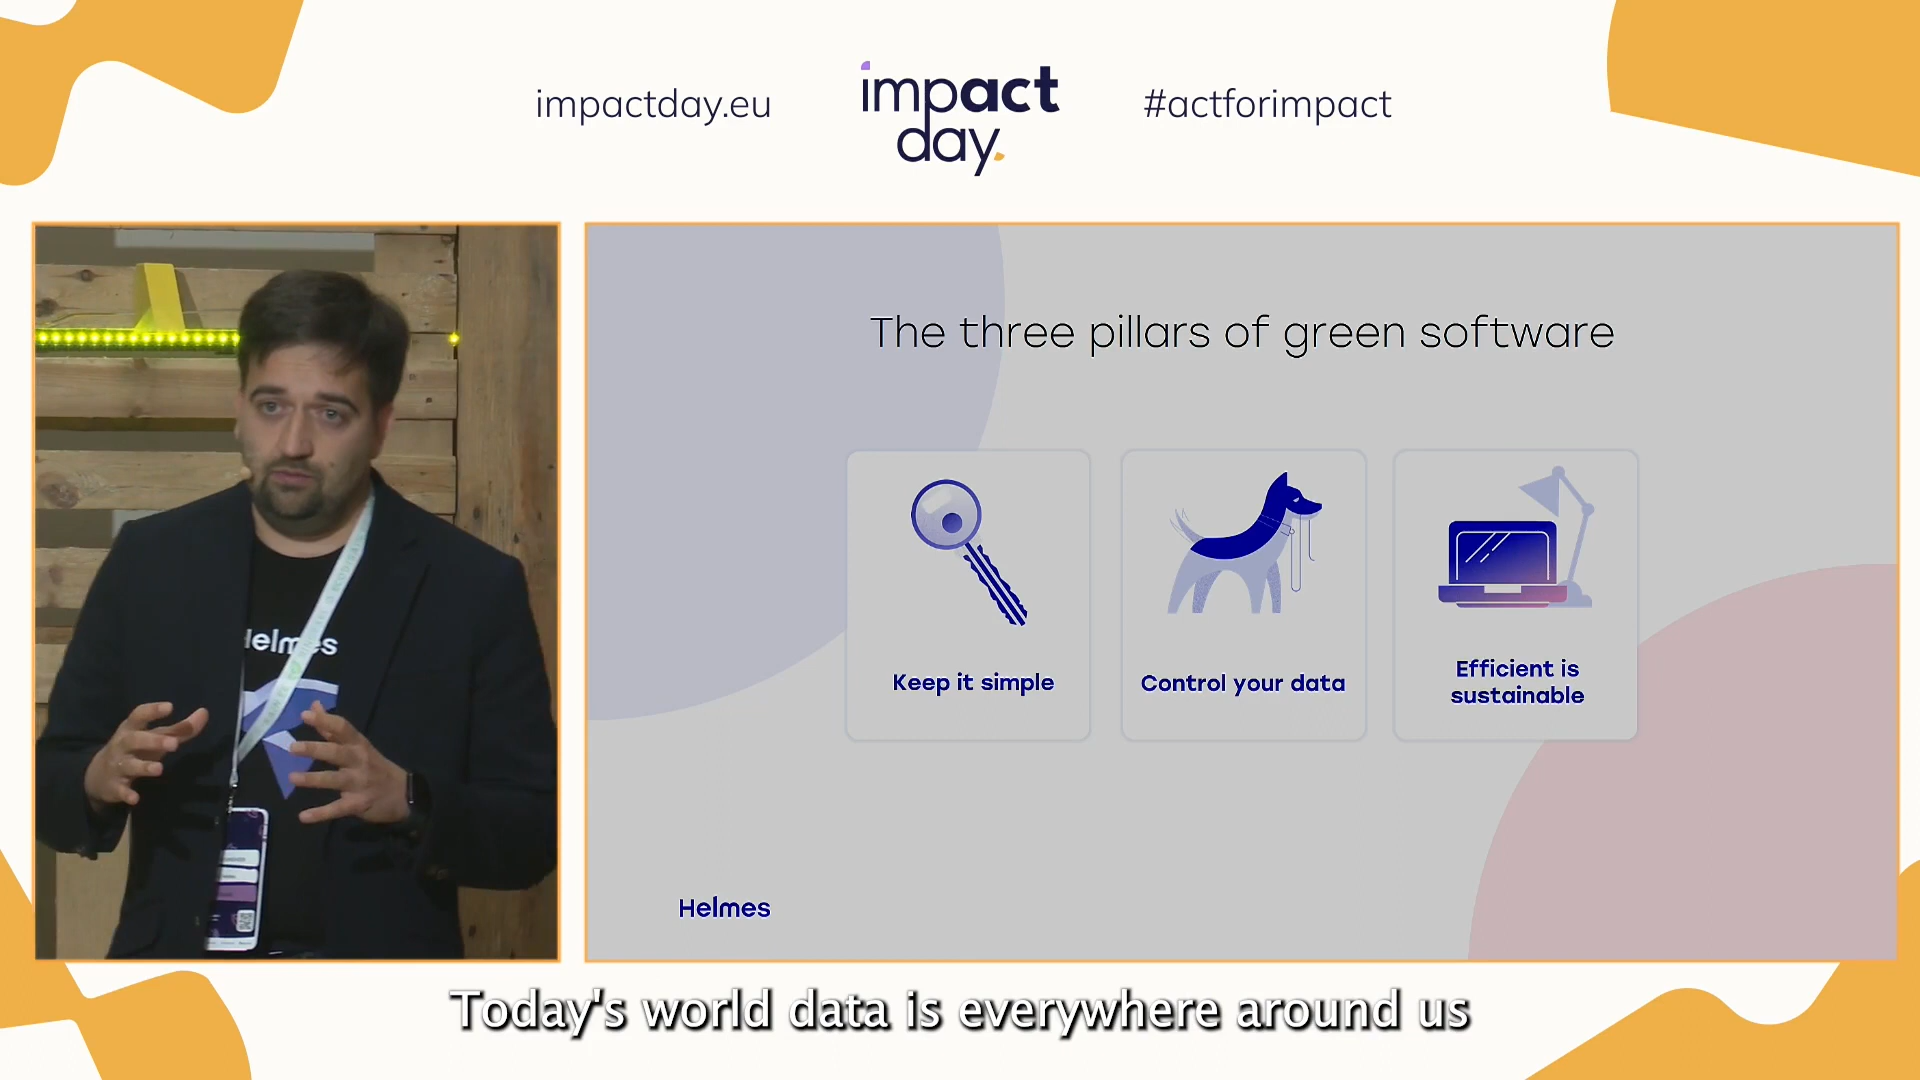 impactday.eu
impact
day.
#actforimpact
The three pillars of green software
Keep it simple
Control your data
Efficient is
sustainable
Helmes
Helmes
Today's world data is everywhere around us